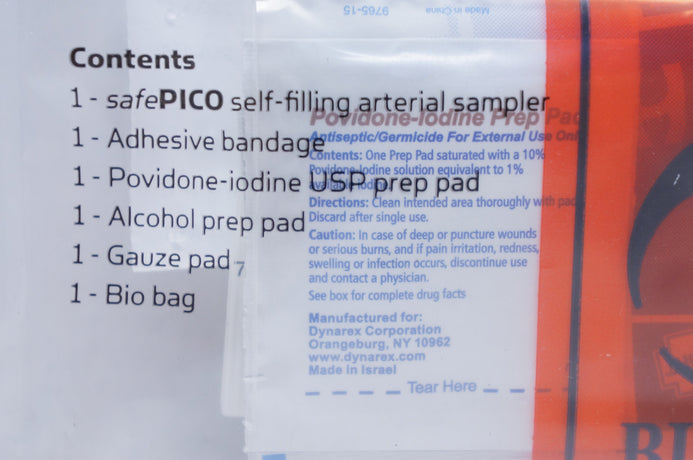 9765-15 Made in China
Contents
1 - safePICO self-filling arterial sampler
1 - Adhesive bandage
1 - Povidone-iodine USP prep pad
1 - Alcohol prep pad
1 - Gauze pad
1 - Bio bag
Povidone-Iodine Prep Pad
Antiseptic/Germicide For External Use Only
Contents: One Prep Pad saturated with a 10%
Povidone-Iodine solution equivalent to 1%
available iodine.
Directions: Clean intended area thoroughly with pad.
Discard after single use.
Caution: In case of deep or puncture wounds
or serious burns, and if pain irritation, redness,
swelling or infection occurs, discontinue use
and contact a physician.
See box for complete drug facts
Manufactured for:
Dynarex Corporation
Orangeburg, NY 10962
www.dynarex.com
Made in Israel
Tear Here
7